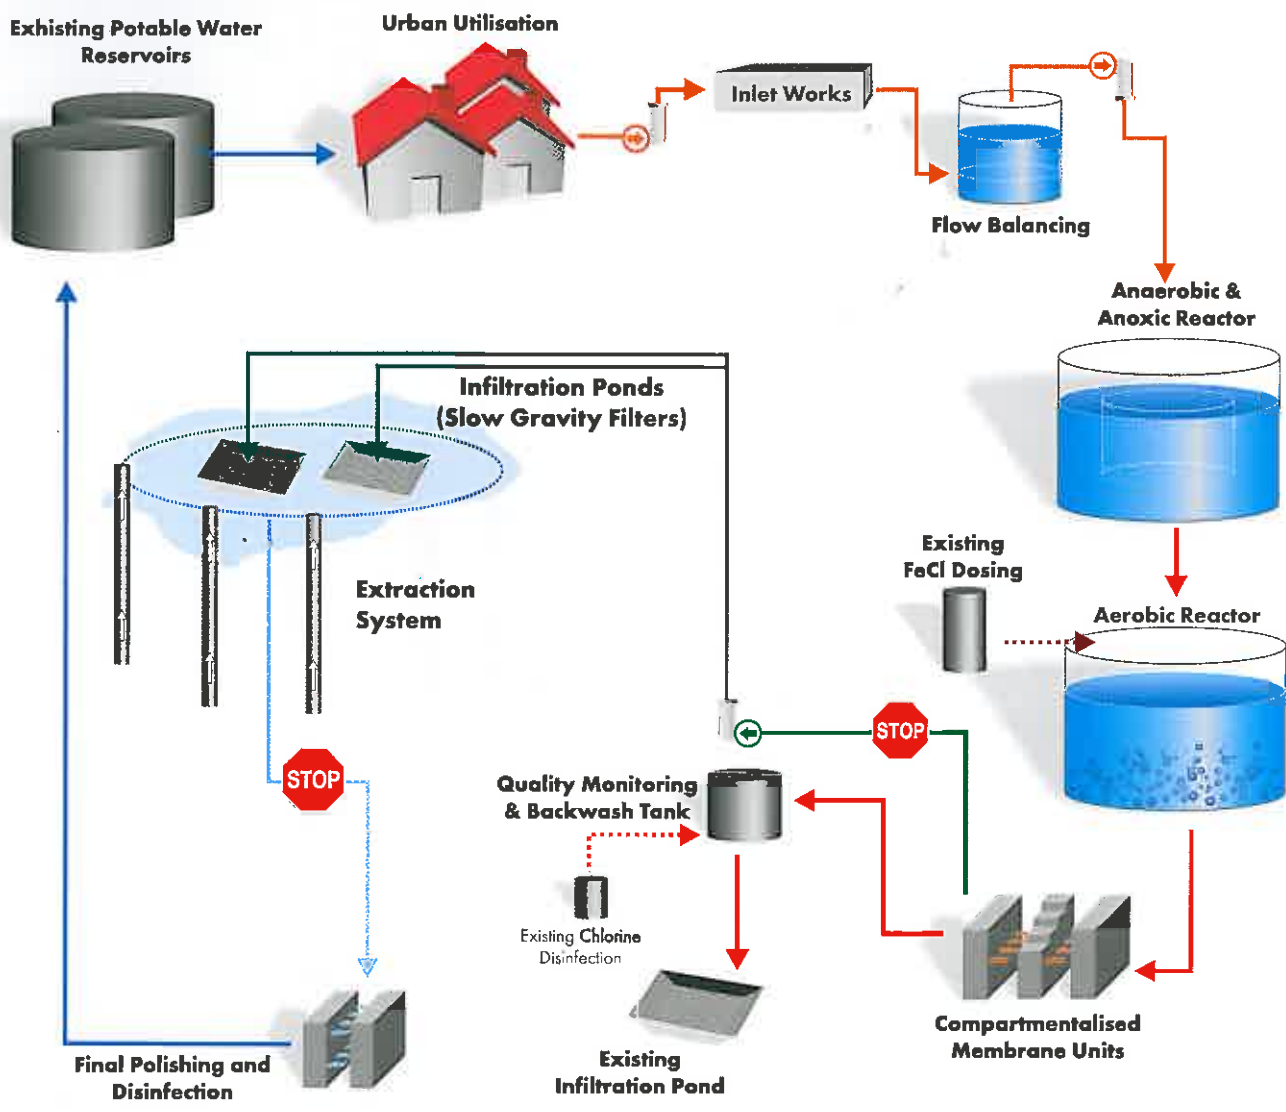 Exhisting Potable Water
Reservoirs
Urban Utilisation
Inlet Works
Flow Balancing
Anaerobic &
Anoxic Reactor
Infiltration Ponds
(Slow Gravity Filters)
Extraction
System
Existing
FeCl Dosing
Aerobic Reactor
STOP
STOP
Quality Monitoring
& Backwash Tank
Existing Chlorine
Disinfection
Compartmentalised
Membrane Units
Existing
Infiltration Pond
Final Polishing and
Disinfection